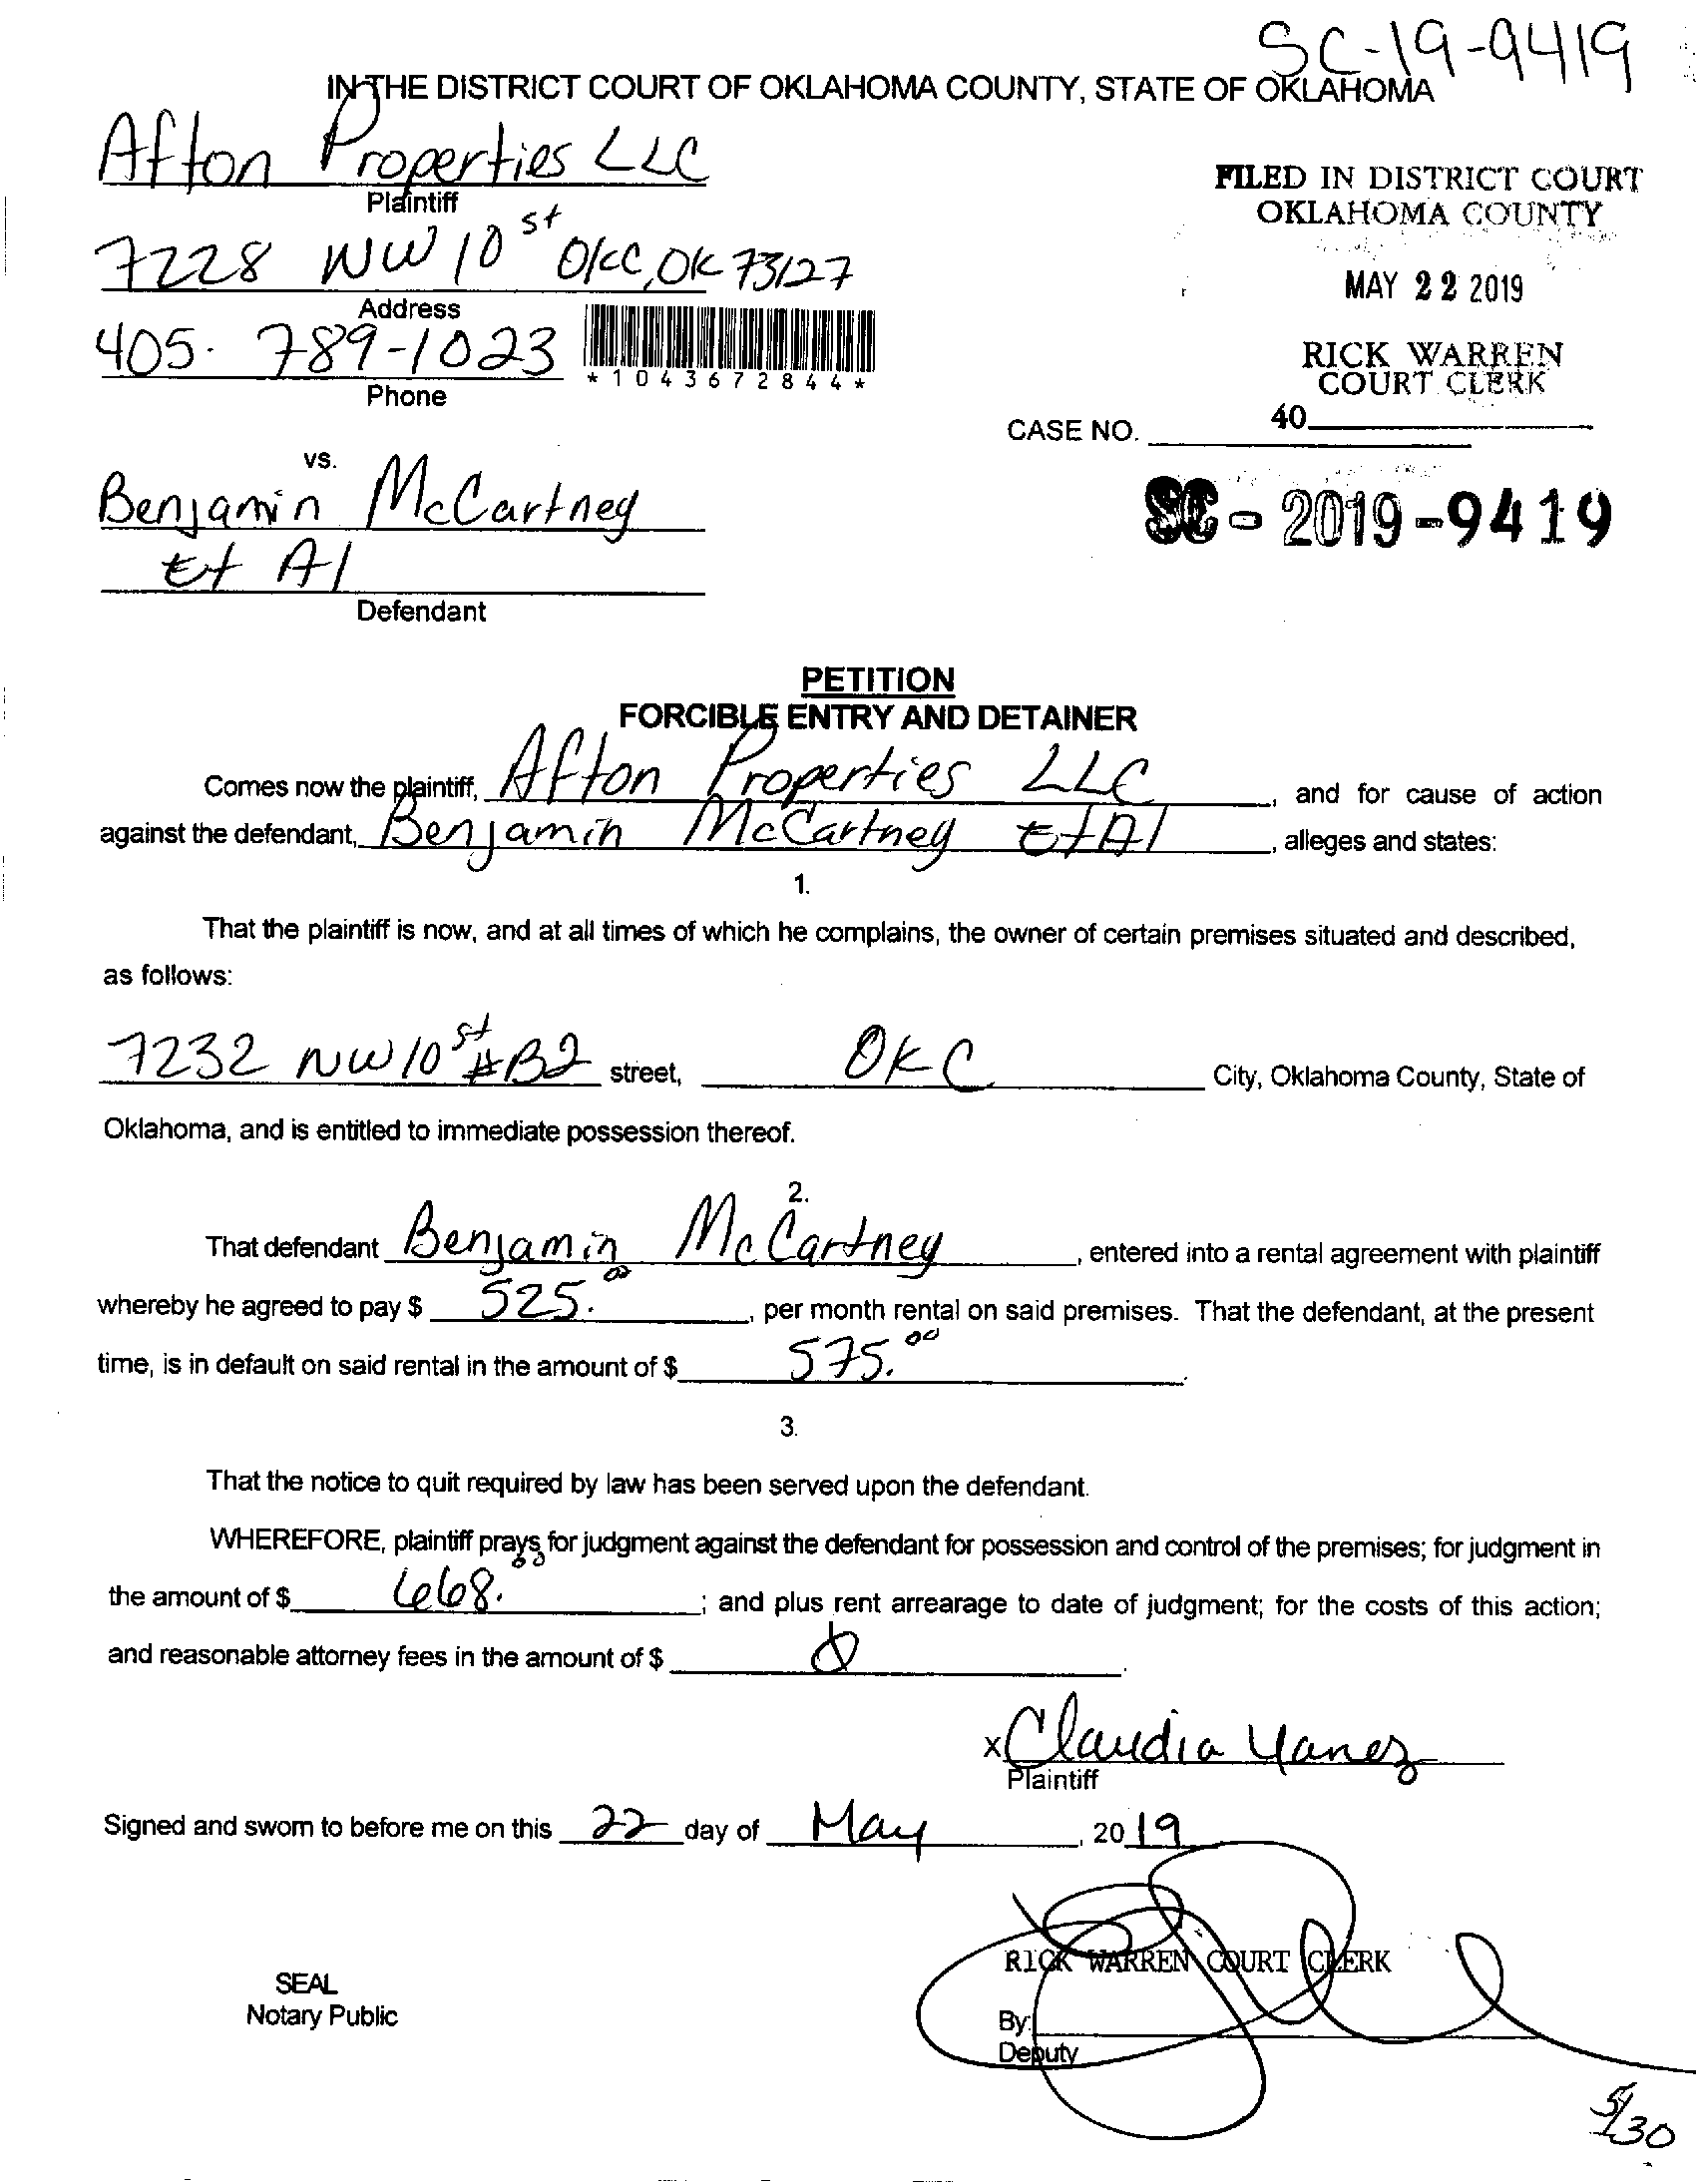 SC-19-9419
IN THE DISTRICT COURT OF OKLAHOMA COUNTY, STATE OF OKLAHOMA
Afton Properties LLC
Plaintiff
FILED IN DISTRICT COURT
OKLAHOMA COUNTY
7228 NW 10 st OKC, OK 73127
Address
MAY 22 2019
405. 789-1023
*1043672844*
Phone
RICK WARREN
COURT CLERK
40
CASE NO.
vs.
Benjamin McCartney
Et Al
Defendant
SC - 2019 - 9419
PETITION
FORCIBLE ENTRY AND DETAINER
Comes now the plaintiff, Afton Properties LLC, and for cause of action
against the defendant, Benjamin McCartney Et Al, alleges and states:
1.
That the plaintiff is now, and at all times of which he complains, the owner of certain premises situated and described,
as follows:
7232 NW 10 st #B2 street, OKC City, Oklahoma County, State of
Oklahoma, and is entitled to immediate possession thereof.
2.
That defendant Benjamin McCartney, entered into a rental agreement with plaintiff
whereby he agreed to pay $ 525.00, per month rental on said premises. That the defendant, at the present
time, is in default on said rental in the amount of $ 575.00.
3.
That the notice to quit required by law has been served upon the defendant.
WHEREFORE, plaintiff prays for judgment against the defendant for possession and control of the premises; for judgment in
the amount of $ 668.00; and plus rent arrearage to date of judgment; for the costs of this action;
and reasonable attorney fees in the amount of $ 0.
x Claudia Yanez
Plaintiff
Signed and sworn to before me on this 22 day of May, 2019
RICK WARREN COURT CLERK
SEAL
Notary Public
By:
Deputy
5/30